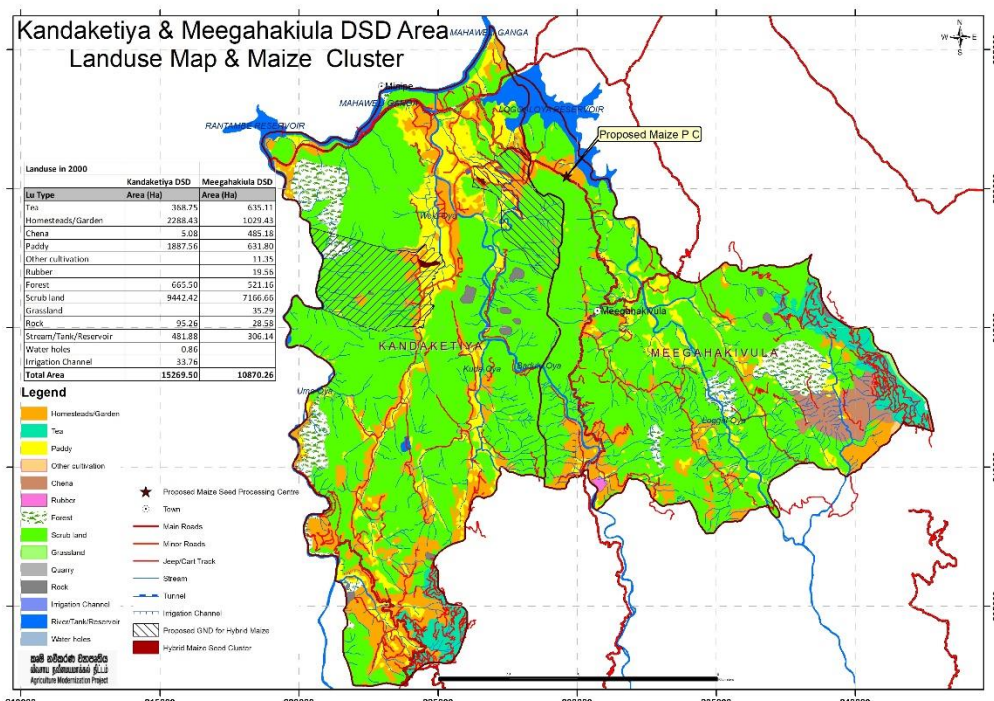 Kandaketiya & Meegahakiula DSD Area
Landuse Map & Maize Cluster
MAHAWELI GANGA
N
W E
S
Minipe
MAHAWELI GANGA
LOGGALOYA RESERVOIR
RANTAMBE RESERVOIR
Proposed Maize P C
Landuse in 2000
Kandaketiya DSD Meegahakiula DSD
Lu Type Area (Ha) Area (Ha)
Tea 368.75 635.11
Homesteads/Garden 2288.43 1029.43
Chena 5.08 485.18
Paddy 1887.56 631.80
Other cultivation 11.35
Rubber 19.56
Forest 665.50 521.16
Scrub land 9442.42 7166.66
Grassland 35.29
Rock 95.26 28.58
Stream/Tank/Reservoir 481.88 306.14
Water holes 0.86
Irrigation Channel 33.76
Total Area 15269.50 10870.26
Meegahakivula
KANDAKETIYA
MEEGAHAKIVULA
Kuda Oya
Badulu Oya
Uma Oya
Loggal Oya
Legend
Homesteads/Garden
Tea
Paddy
Other cultivation
Chena
Rubber
Forest
Scrub land
Grassland
Quarry
Rock
Irrigation Channel
River/Tank/Reservoir
Water holes
Proposed Maize Seed Processing Centre
Town
Main Roads
Minor Roads
Jeep/Cart Track
Stream
Tunnel
Irrigation Channel
Proposed GND for Hybrid Maize
Hybrid Maize Seed Cluster
කෘෂි නවීකරණ ව්‍යාපෘතිය
Agriculture Modernization Project